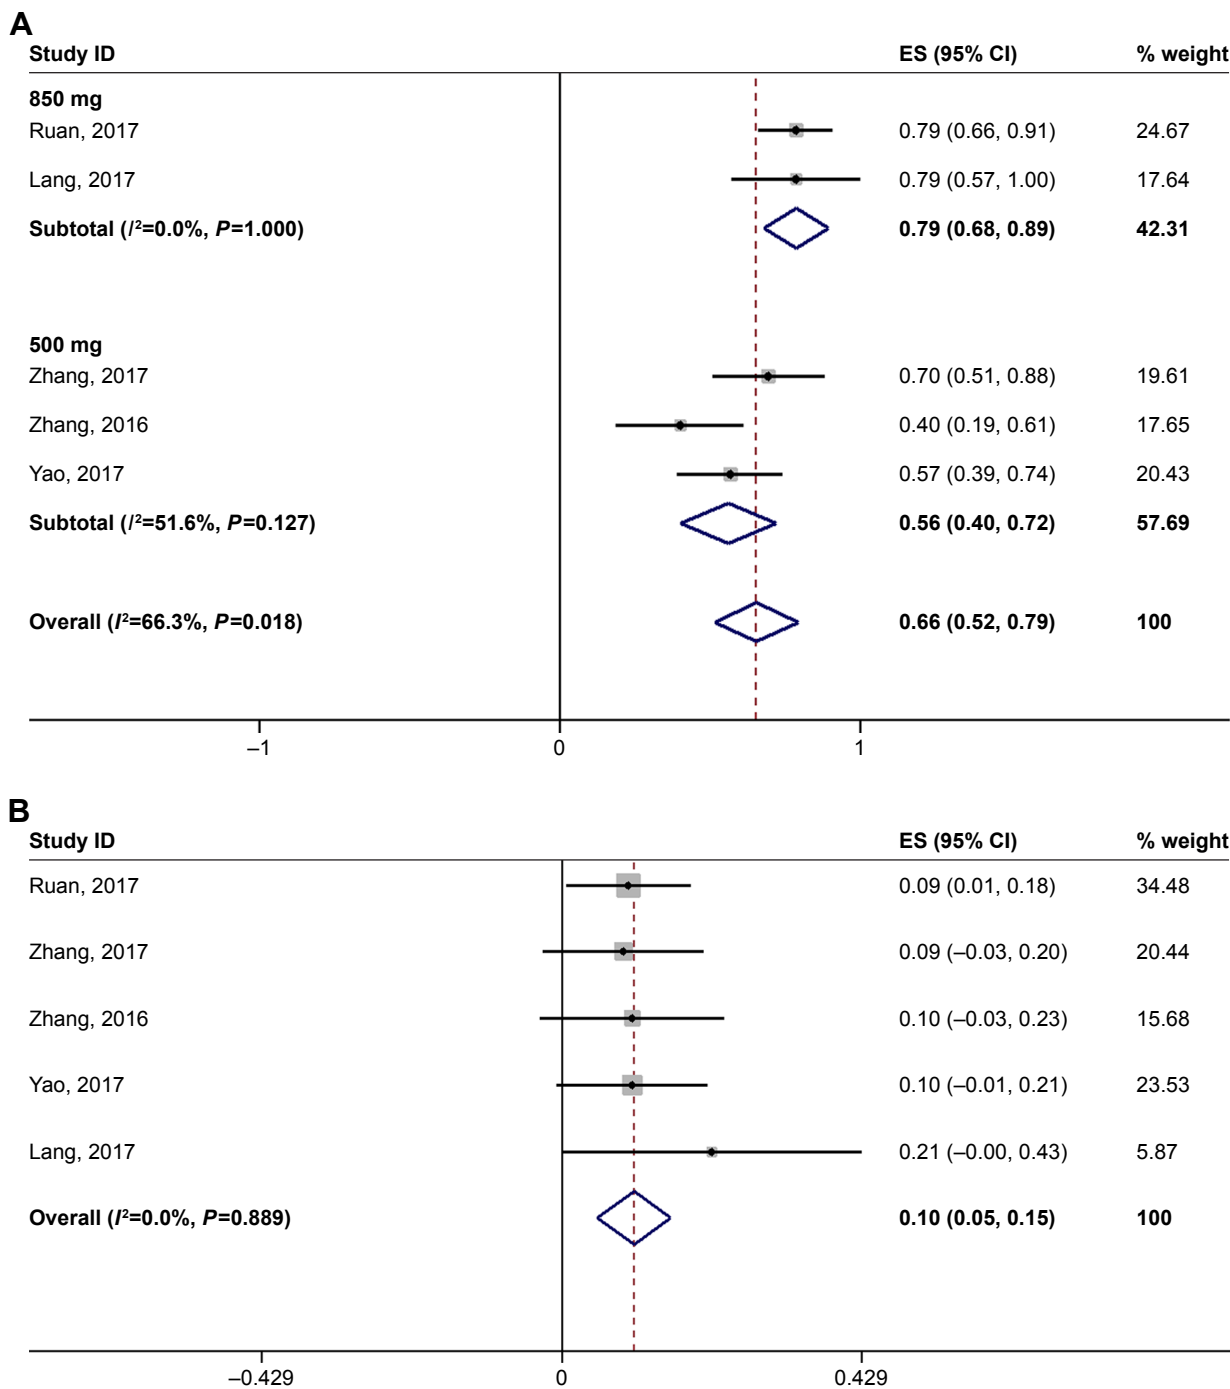 A
Study ID ES (95% CI) % weight
850 mg
Ruan, 2017 0.79 (0.66, 0.91) 24.67
Lang, 2017 0.79 (0.57, 1.00) 17.64
Subtotal (I²=0.0%, P=1.000) 0.79 (0.68, 0.89) 42.31
500 mg
Zhang, 2017 0.70 (0.51, 0.88) 19.61
Zhang, 2016 0.40 (0.19, 0.61) 17.65
Yao, 2017 0.57 (0.39, 0.74) 20.43
Subtotal (I²=51.6%, P=0.127) 0.56 (0.40, 0.72) 57.69
Overall (I²=66.3%, P=0.018) 0.66 (0.52, 0.79) 100
–1 0 1
B
Study ID ES (95% CI) % weight
Ruan, 2017 0.09 (0.01, 0.18) 34.48
Zhang, 2017 0.09 (–0.03, 0.20) 20.44
Zhang, 2016 0.10 (–0.03, 0.23) 15.68
Yao, 2017 0.10 (–0.01, 0.21) 23.53
Lang, 2017 0.21 (–0.00, 0.43) 5.87
Overall (I²=0.0%, P=0.889) 0.10 (0.05, 0.15) 100
–0.429 0 0.429